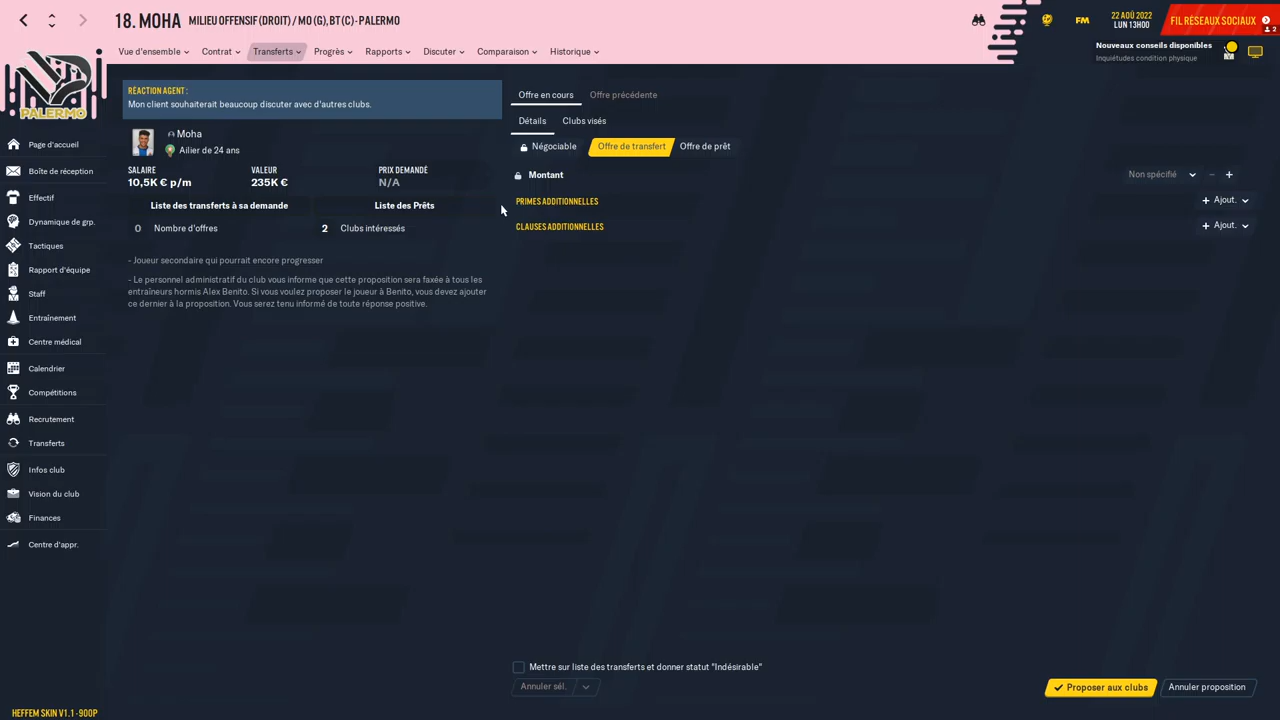 18. MOHA MILIEU OFFENSIF (DROIT) / MO (G), BT (C) - PALERMO
22 AOÛ 2022
LUN 13H00
FIL RÉSEAUX SOCIAUX
2
FM
Vue d'ensemble Contrat Transferts Progrès Rapports Discuter Comparaison Historique
Nouveaux conseils disponibles
Inquiétudes condition physique
PALERMO
Page d'accueil
Boîte de réception
Effectif
Dynamique de grp.
Tactiques
Rapport d'équipe
Staff
Entraînement
Centre médical
Calendrier
Compétitions
Recrutement
Transferts
Infos club
Vision du club
Finances
Centre d'appr.
HEFFEM SKIN V1.1 -900P
RÉACTION AGENT :
Mon client souhaiterait beaucoup discuter avec d'autres clubs.
Moha
Ailier de 24 ans
SALAIRE VALEUR PRIX DEMANDÉ
10,5K € p/m 235K € N/A
Liste des transferts à sa demande Liste des Prêts
0 Nombre d'offres 2 Clubs intéressés
- Joueur secondaire qui pourrait encore progresser
- Le personnel administratif du club vous informe que cette proposition sera faxée à tous les
entraîneurs hormis Alex Benito. Si vous voulez proposer le joueur à Benito, vous devez ajouter
ce dernier à la proposition. Vous serez tenu informé de toute réponse positive.
Offre en cours Offre précédente
Détails Clubs visés
Négociable Offre de transfert Offre de prêt
Montant Non spécifié
PRIMES ADDITIONNELLES Ajout.
CLAUSES ADDITIONNELLES Ajout.
Mettre sur liste des transferts et donner statut "Indésirable"
Annuler sél.
Proposer aux clubs Annuler proposition